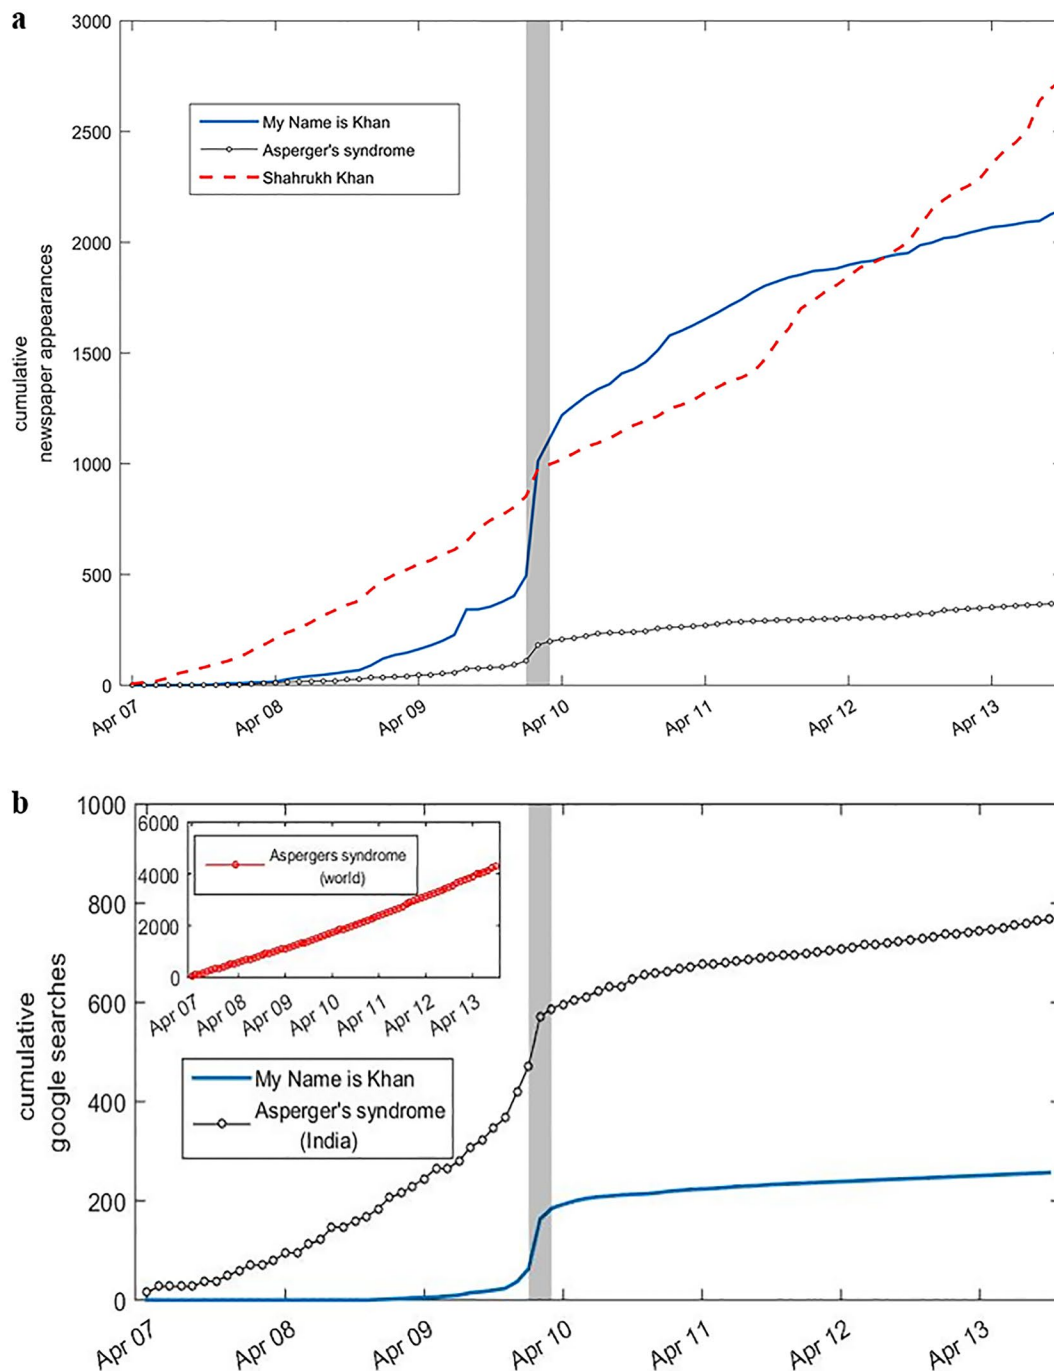 a
3000
2500
2000
1500
1000
500
0
cumulative
newspaper appearances
My Name is Khan
Asperger's syndrome
Shahrukh Khan
Apr 07
Apr 08
Apr 09
Apr 10
Apr 11
Apr 12
Apr 13
b
1000
800
600
400
200
0
cumulative
google searches
6000
4000
2000
0
Aspergers syndrome
(world)
Apr 07
Apr 08
Apr 09
Apr 10
Apr 11
Apr 12
Apr 13
My Name is Khan
Asperger's syndrome
(India)
Apr 07
Apr 08
Apr 09
Apr 10
Apr 11
Apr 12
Apr 13